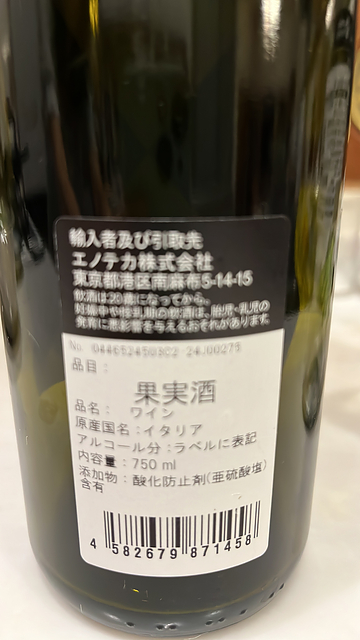 輸入者及び引取先
エノテカ株式会社
東京都港区南麻布5-14-15
飲酒は20歳になってから。
妊娠中や授乳期の飲酒は、胎児・乳児の
発育に悪影響を与えるおそれがあります。
No. 0446524503C2 24.00275
品目：
果実酒
品名：ワイン
原産国名：イタリア
アルコール分：ラベルに表記
内容量：750 ml
添加物：酸化防止剤(亜硫酸塩)
含有
4 582679 871458